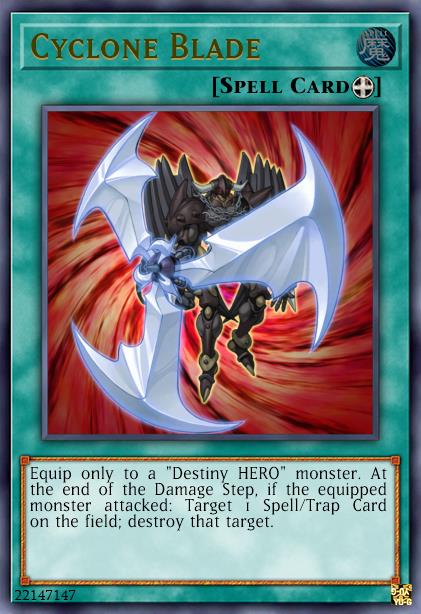 Cyclone Blade
[Spell Card]
Equip only to a "Destiny HERO" monster. At
the end of the Damage Step, if the equipped
monster attacked: Target 1 Spell/Trap Card
on the field; destroy that target.
22147147